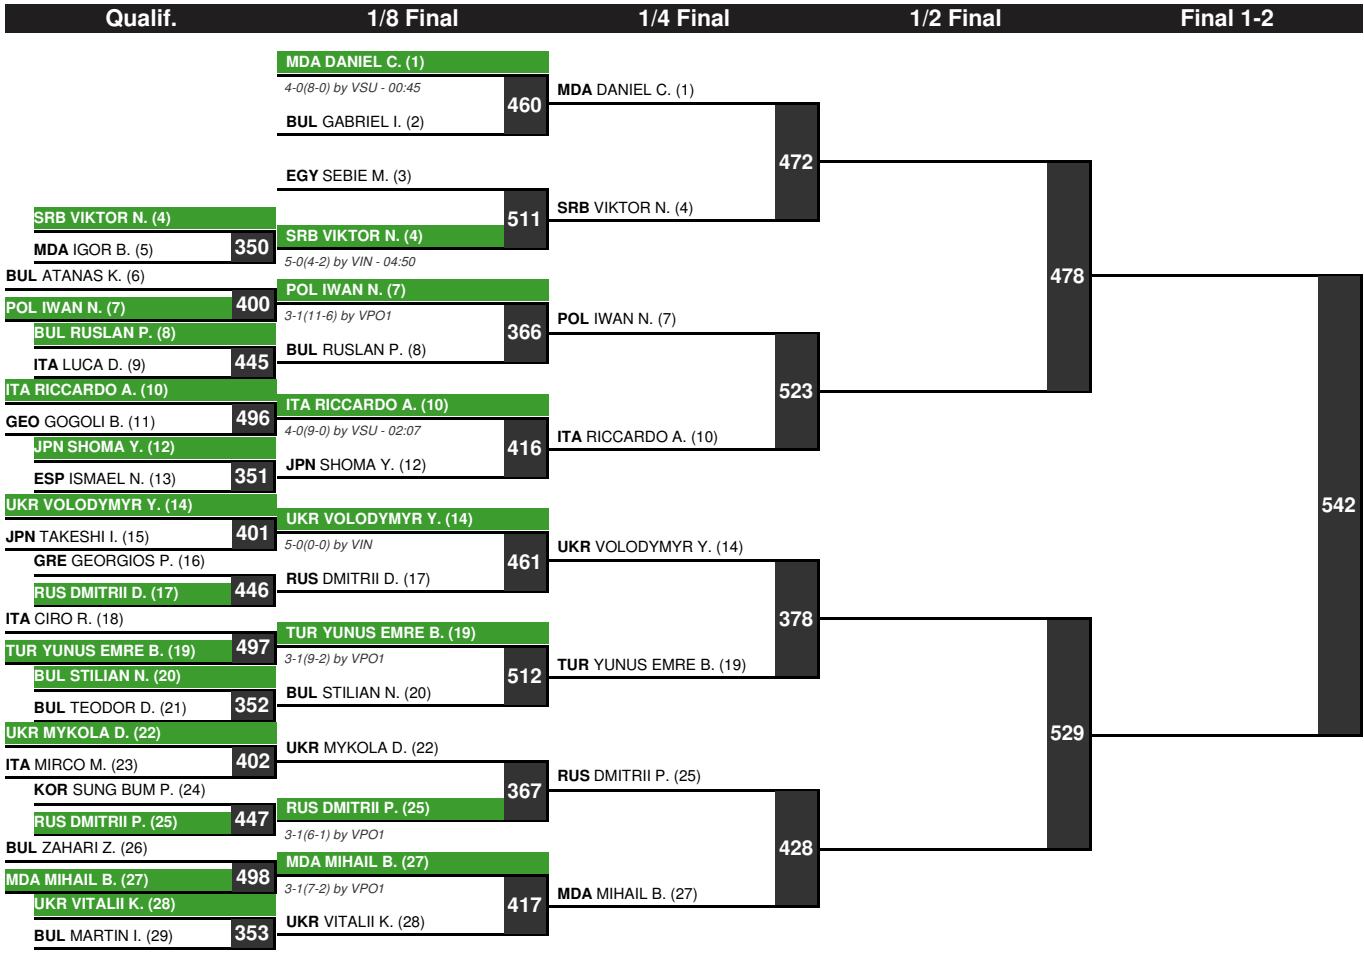 Qualif. 1/8 Final 1/4 Final 1/2 Final Final 1-2
SRB VIKTOR N. (4)
MDA IGOR B. (5)
350
BUL ATANAS K. (6)
POL IWAN N. (7)
400
BUL RUSLAN P. (8)
ITA LUCA D. (9)
445
ITA RICCARDO A. (10)
GEO GOGOLI B. (11)
496
JPN SHOMA Y. (12)
ESP ISMAEL N. (13)
351
UKR VOLODYMYR Y. (14)
JPN TAKESHI I. (15)
401
GRE GEORGIOS P. (16)
RUS DMITRII D. (17)
446
ITA CIRO R. (18)
TUR YUNUS EMRE B. (19)
497
BUL STILIAN N. (20)
BUL TEODOR D. (21)
352
UKR MYKOLA D. (22)
ITA MIRCO M. (23)
402
KOR SUNG BUM P. (24)
RUS DMITRII P. (25)
447
BUL ZAHARI Z. (26)
MDA MIHAIL B. (27)
498
UKR VITALII K. (28)
BUL MARTIN I. (29)
353
MDA DANIEL C. (1)
4-0(8-0) by VSU - 00:45
BUL GABRIEL I. (2)
460
EGY SEBIE M. (3)
SRB VIKTOR N. (4)
5-0(4-2) by VIN - 04:50
511
POL IWAN N. (7)
3-1(11-6) by VPO1
BUL RUSLAN P. (8)
366
ITA RICCARDO A. (10)
4-0(9-0) by VSU - 02:07
JPN SHOMA Y. (12)
416
UKR VOLODYMYR Y. (14)
5-0(0-0) by VIN
RUS DMITRII D. (17)
461
TUR YUNUS EMRE B. (19)
3-1(9-2) by VPO1
BUL STILIAN N. (20)
512
UKR MYKOLA D. (22)
RUS DMITRII P. (25)
3-1(6-1) by VPO1
367
MDA MIHAIL B. (27)
3-1(7-2) by VPO1
UKR VITALII K. (28)
417
MDA DANIEL C. (1)
SRB VIKTOR N. (4)
472
POL IWAN N. (7)
ITA RICCARDO A. (10)
523
UKR VOLODYMYR Y. (14)
TUR YUNUS EMRE B. (19)
378
RUS DMITRII P. (25)
MDA MIHAIL B. (27)
428
478
529
542